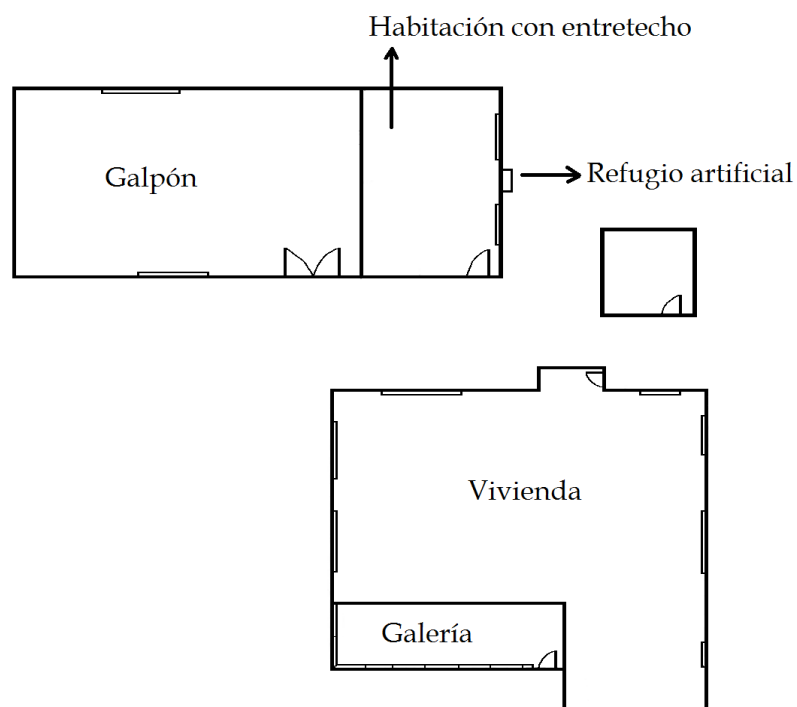 Habitación con entretecho
Galpón
Refugio artificial
Vivienda
Galería